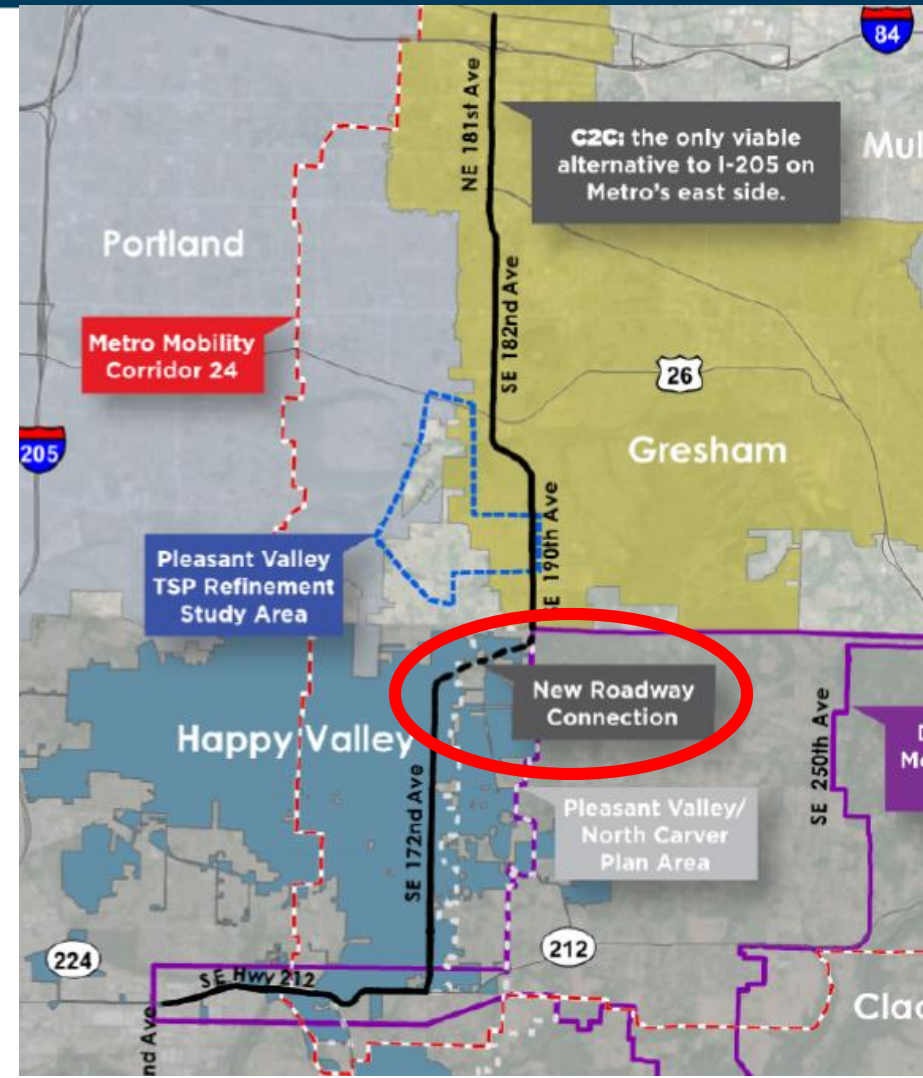 84
NE 181st Ave
C2C: the only viable
alternative to I-205 on
Metro's east side.
Portland
SE 182nd Ave
Metro Mobility
Corridor 24
26
205
Gresham
SE 190th Ave
Pleasant Valley
TSP Refinement
Study Area
New Roadway
Connection
Happy Valley
SE 250th Ave
SE 172nd Ave
Pleasant Valley/
North Carver
Plan Area
224
212
SE Hwy 212
Ave